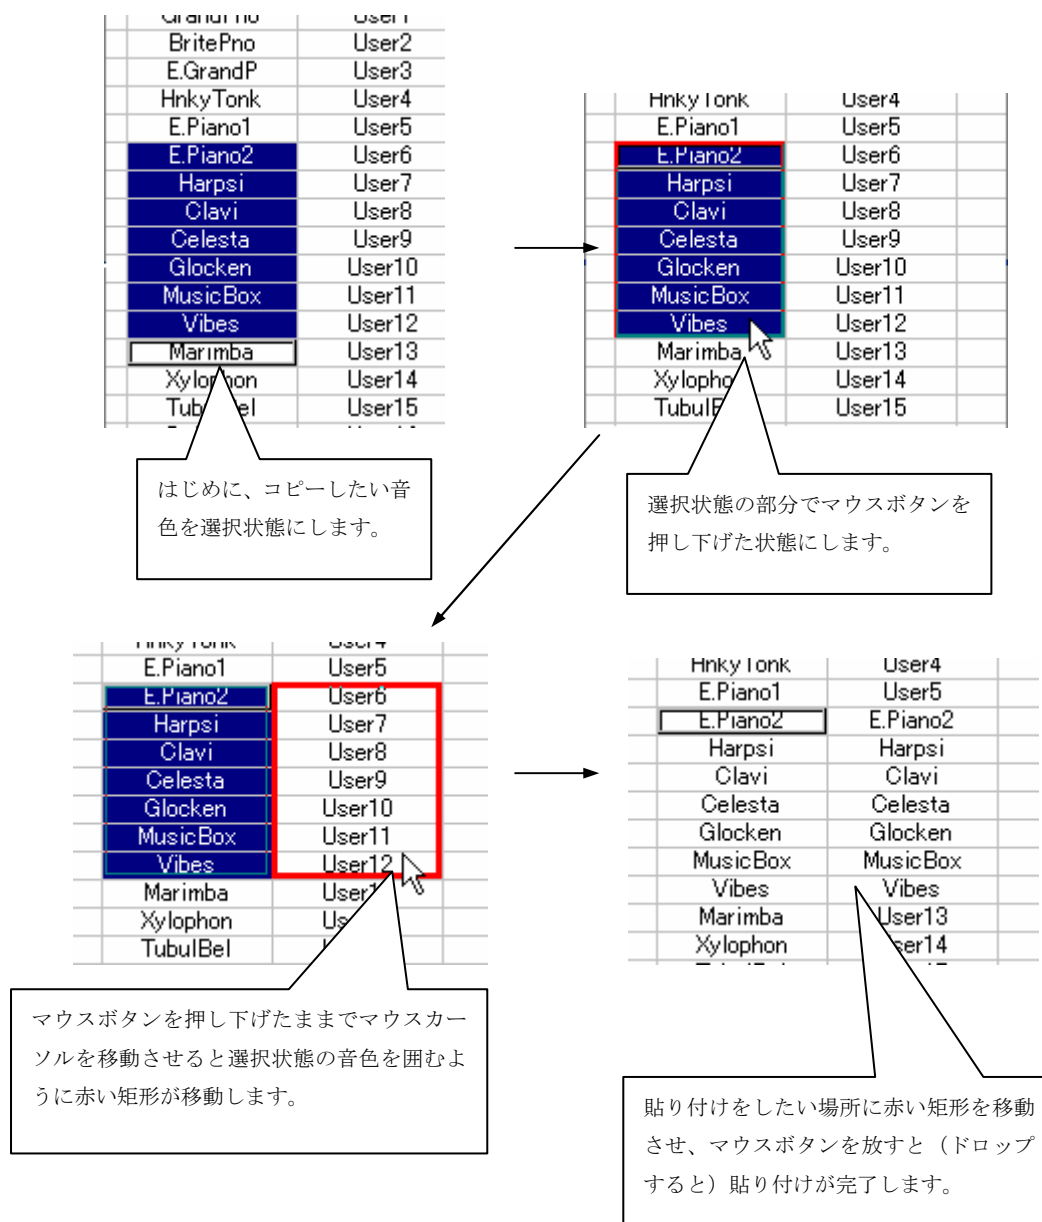 BritePno User2
E.GrandP User3
HnkyTonk User4
E.Piano1 User5
E.Piano2 User6
Harpsi User7
Clavi User8
Celesta User9
Glocken User10
MusicBox User11
Vibes User12
Marimba User13
Xylophon User14
User15
はじめに、コピーしたい音
色を選択状態にします。
HnkyTonk User4
E.Piano1 User5
E.Piano2 User6
Harpsi User7
Clavi User8
Celesta User9
Glocken User10
MusicBox User11
Vibes User12
Marimba User13
Xylopho User14
User15
選択状態の部分でマウスボタンを
押し下げた状態にします。
HnkyTonk User4
E.Piano1 User5
E.Piano2 User6
Harpsi User7
Clavi User8
Celesta User9
Glocken User10
MusicBox User11
Vibes User12
Marimba
Xylophon
TubulBel
マウスボタンを押し下げたままでマウスカー
ソルを移動させると選択状態の音色を囲むよ
うに赤い矩形が移動します。
HnkyTonk User4
E.Piano1 User5
E.Piano2 E.Piano2
Harpsi Harpsi
Clavi Clavi
Celesta Celesta
Glocken Glocken
MusicBox MusicBox
Vibes Vibes
Marimba User13
Xylophon ser14
貼り付けをしたい場所に赤い矩形を移動
させ、マウスボタンを放すと（ドロップ
すると）貼り付けが完了します。